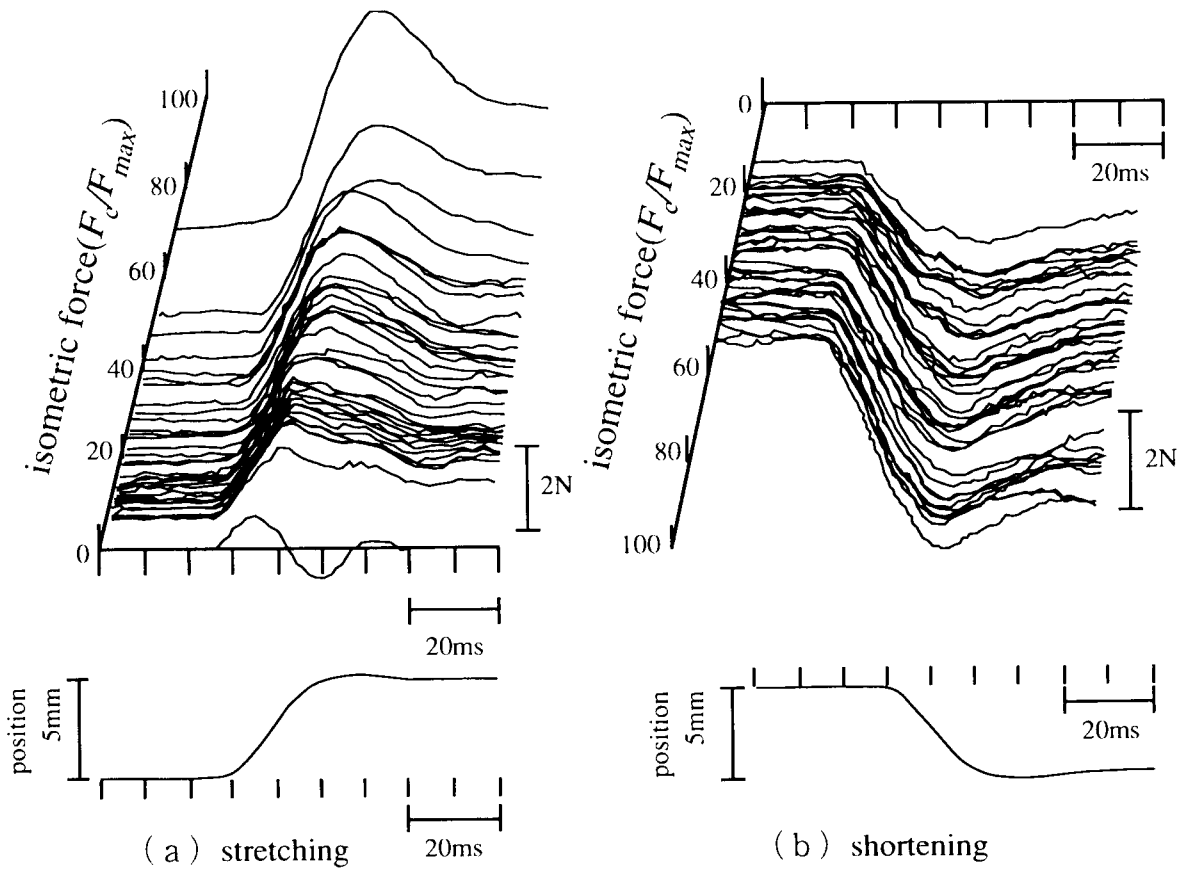 100
80
60
40
20
0
isometric force(Fc/Fmax)
2N
20ms
position
5mm
20ms
(a) stretching
0
20
40
60
80
100
isometric force(Fc/Fmax)
20ms
2N
position
5mm
20ms
(b) shortening